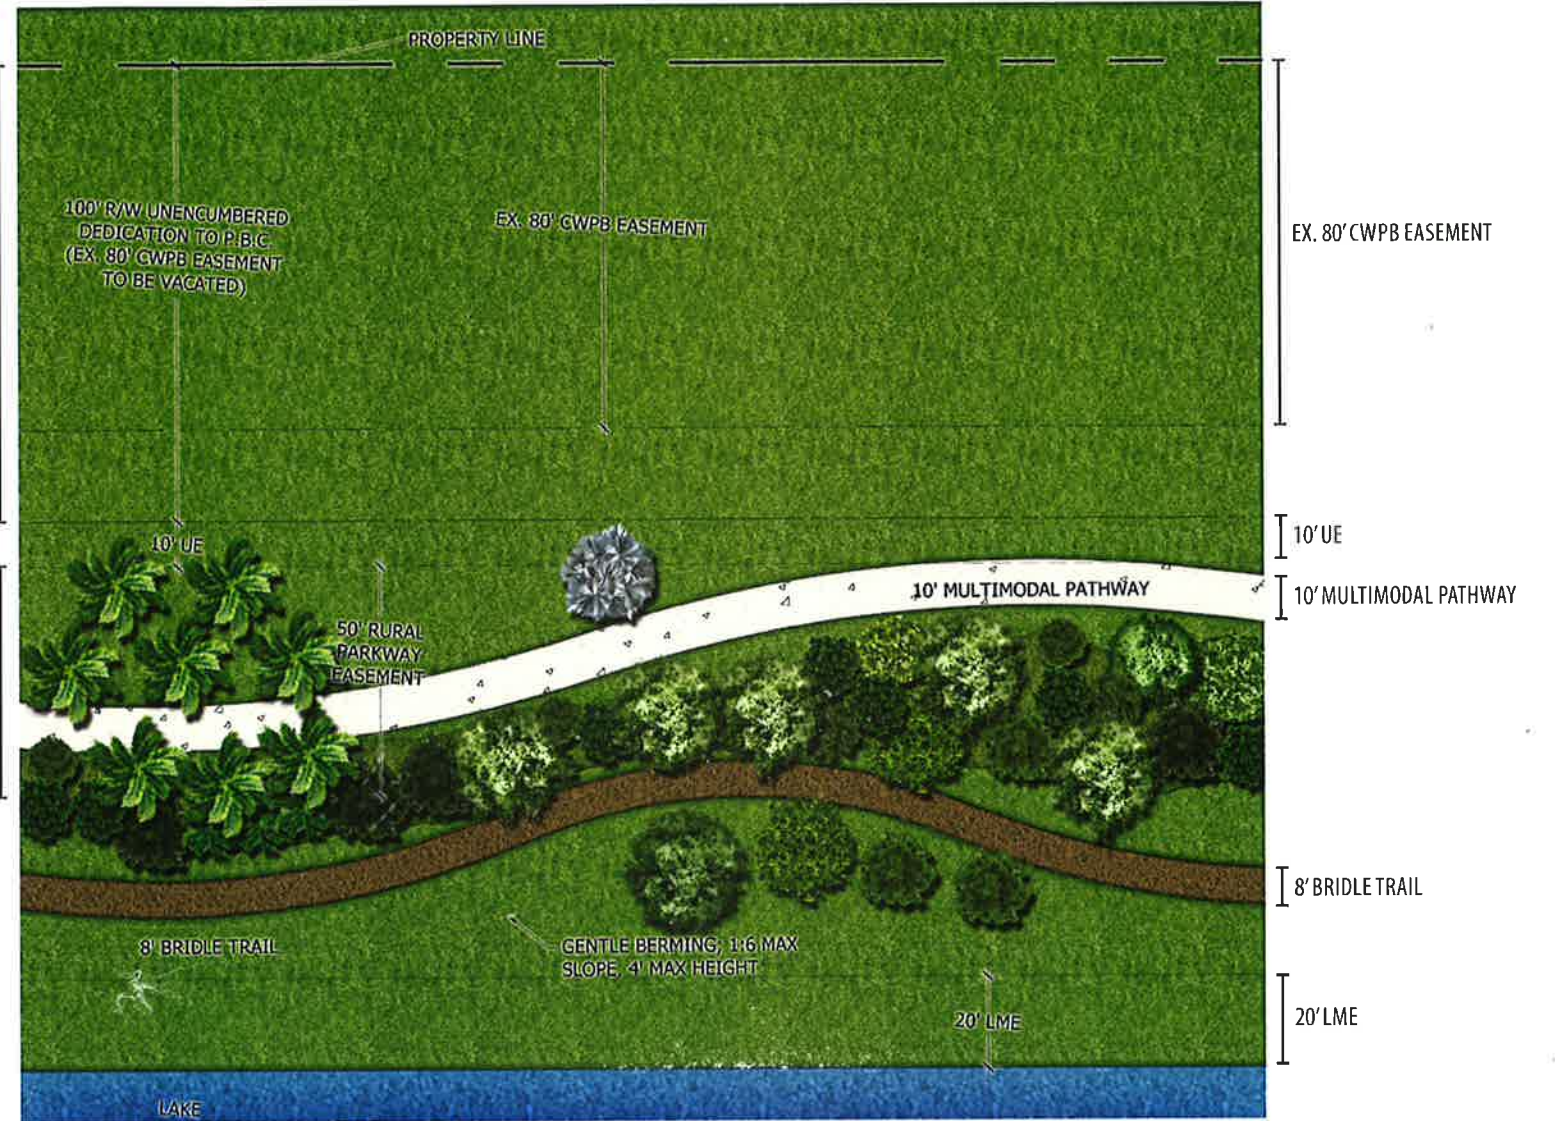 PROPERTY LINE
100' R/W UNENCUMBERED
DEDICATION TO P.B.C.
(EX. 80' CWPB EASEMENT
TO BE VACATED)
EX. 80' CWPB EASEMENT
EX. 80' CWPB EASEMENT
10' UE
10' UE
10' MULTIMODAL PATHWAY
10' MULTIMODAL PATHWAY
50' RURAL
PARKWAY
EASEMENT
8' BRIDLE TRAIL
8' BRIDLE TRAIL
GENTLE BERMING; 1:6 MAX
SLOPE, 4' MAX HEIGHT
20' LME
20' LME
LAKE